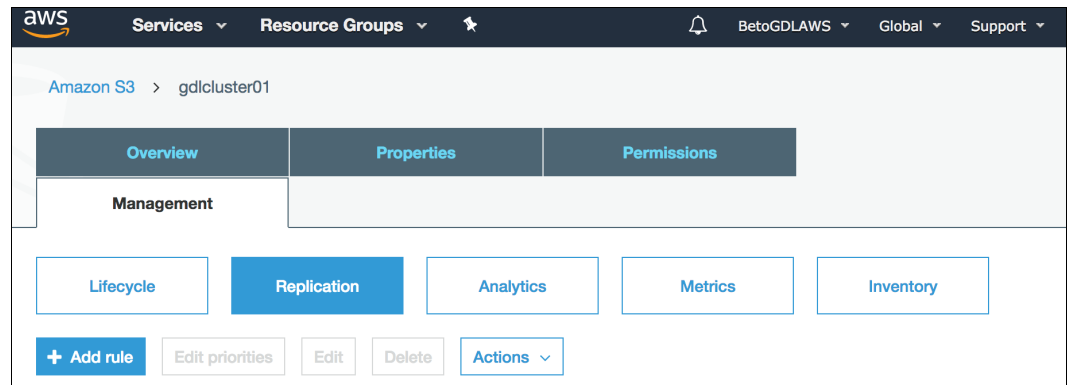 aws Services Resource Groups BetoGDLAWS Global Support
Amazon S3 > gdlcluster01
Overview Properties Permissions
Management
Lifecycle Replication Analytics Metrics Inventory
+ Add rule Edit priorities Edit Delete Actions